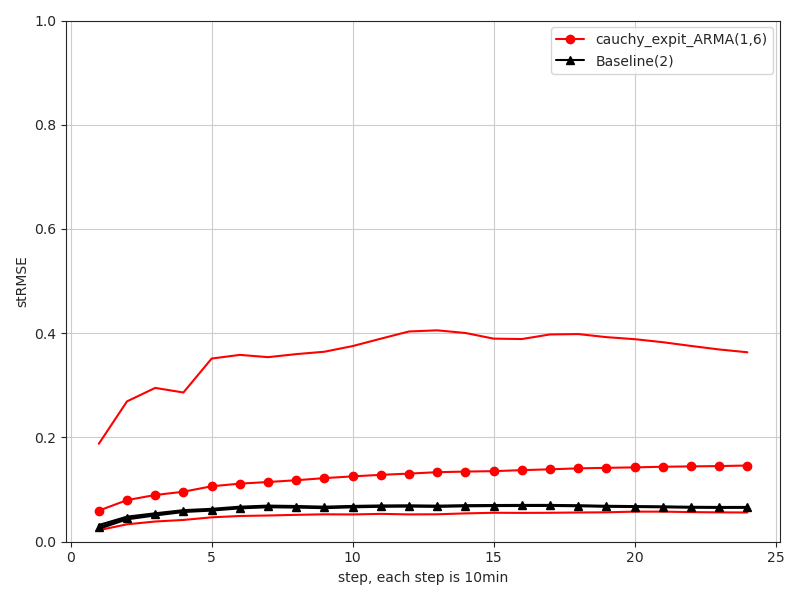 cauchy_expit_ARMA(1,6)
Baseline(2)
1.0
0.8
0.6
0.4
0.2
0.0
stRMSE
0 5 10 15 20 25
step, each step is 10min